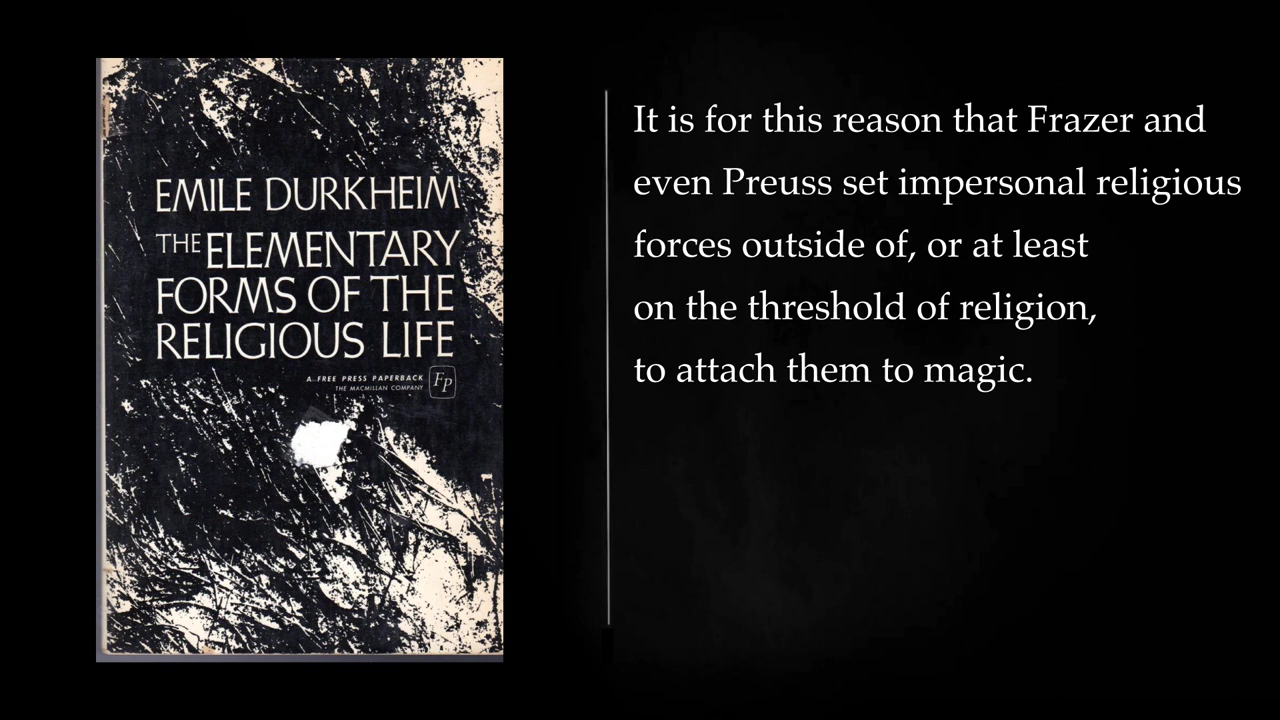 EMILE DURKHEIM
THE ELEMENTARY
FORMS OF THE
RELIGIOUS LIFE
A FREE PRESS PAPERBACK
THE MACMILLAN COMPANY
FP
It is for this reason that Frazer and
even Preuss set impersonal religious
forces outside of, or at least
on the threshold of religion,
to attach them to magic.